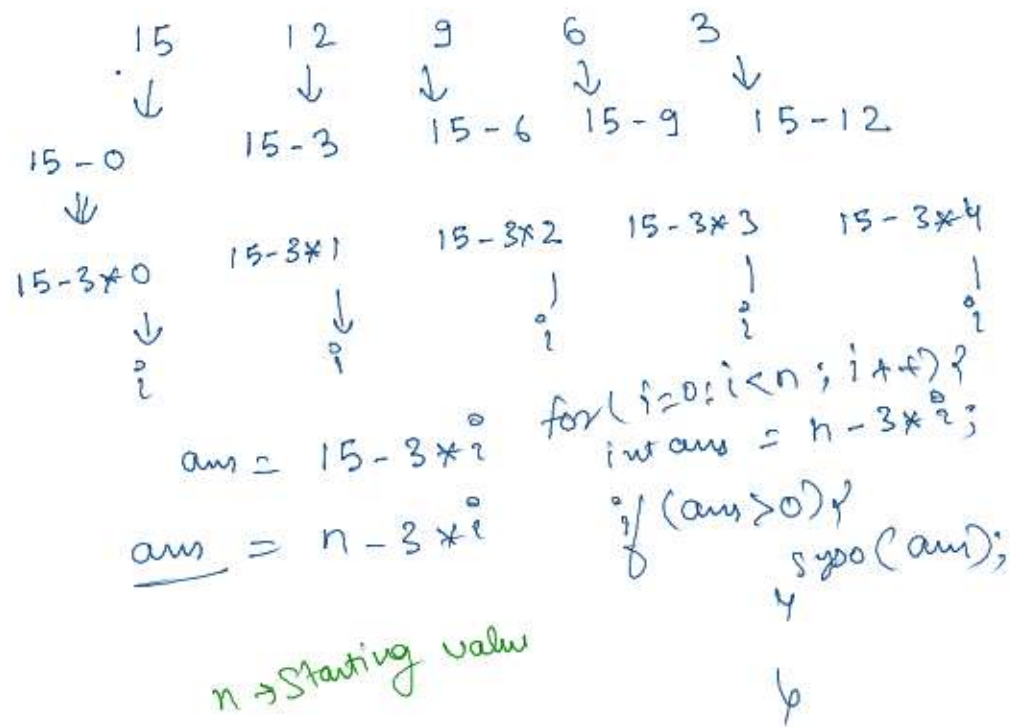 15 12 9 6 3
15-0 15-3 15-6 15-9 15-12
15-3*0 15-3*1 15-3*2 15-3*3 15-3*4
i i i i i
for(i=0;i<n;i++){
ans = 15-3*i
int ans = n-3*i;
ans = n-3*i
if(ans>0){
syso(ans);
}
n→Starting value
}